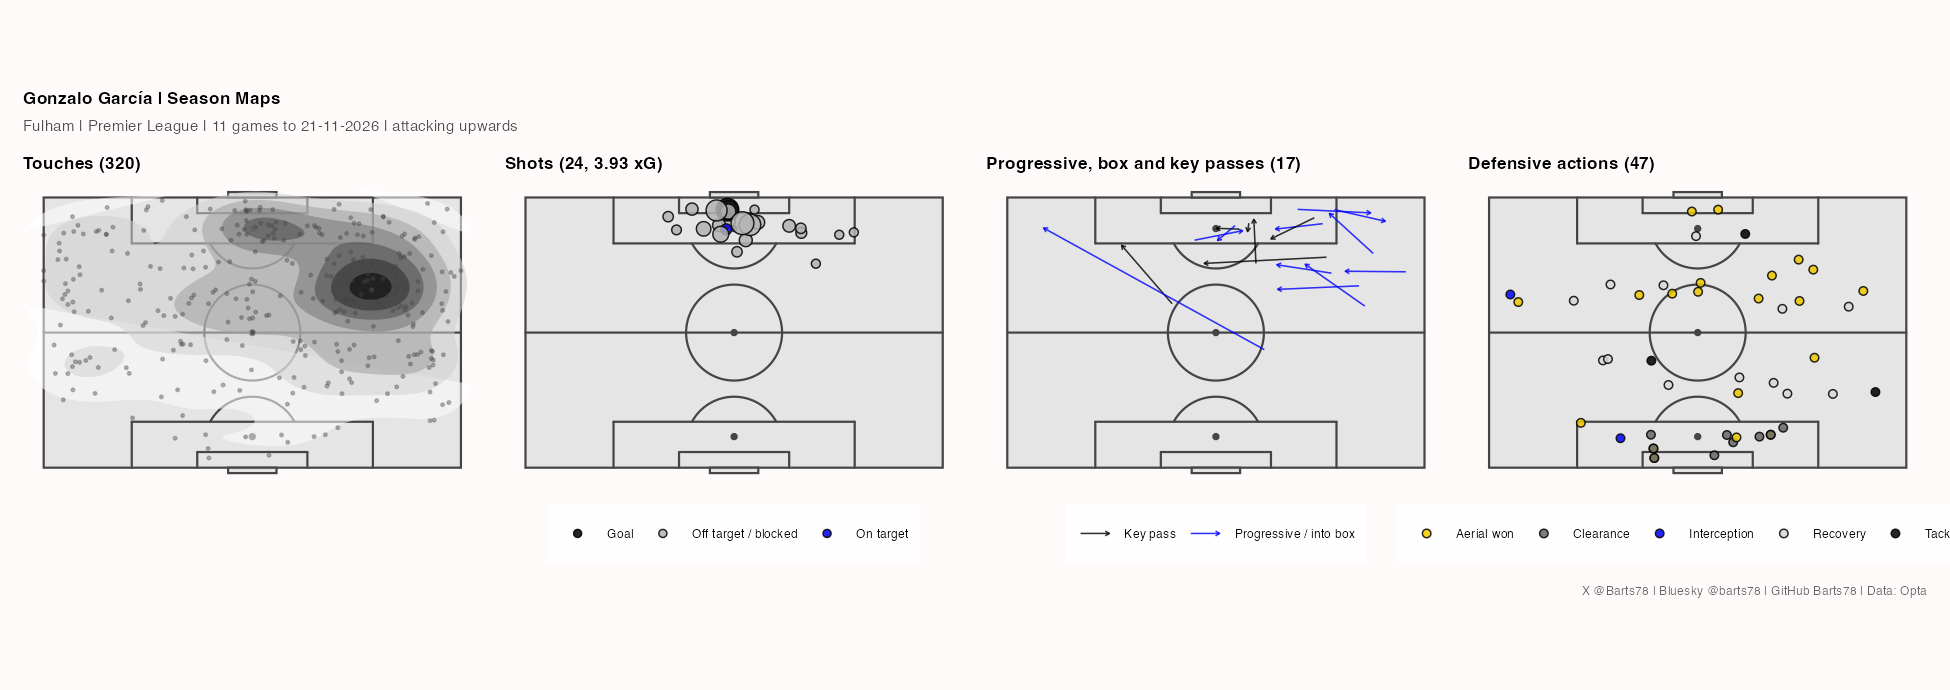 Gonzalo García | Season Maps
Fulham | Premier League | 11 games to 21-11-2026 | attacking upwards
Touches (320)
Shots (24, 3.93 xG)
Progressive, box and key passes (17)
Defensive actions (47)
Goal
Off target / blocked
On target
Key pass
Progressive / into box
Aerial won
Clearance
Interception
Recovery
Tack
X @Barts78 | Bluesky @barts78 | GitHub Barts78 | Data: Opta